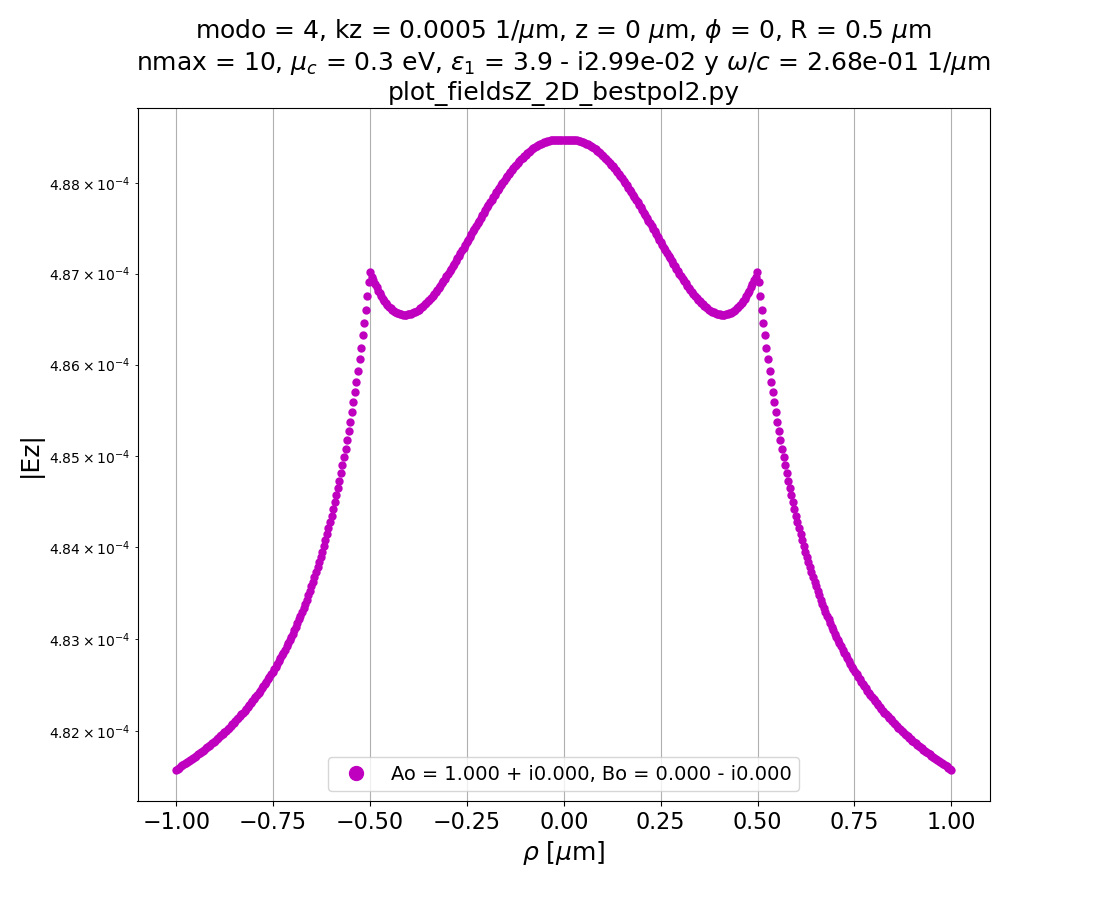 modo = 4, kz = 0.0005 1/μm, z = 0 μm, ϕ = 0, R = 0.5 μm
nmax = 10, μ_c = 0.3 eV, ε₁ = 3.9 - i2.99e-02 y ω/c = 2.68e-01 1/μm
plot_fieldsZ_2D_bestpol2.py
|Ez|
4.88 × 10⁻⁴
4.87 × 10⁻⁴
4.86 × 10⁻⁴
4.85 × 10⁻⁴
4.84 × 10⁻⁴
4.83 × 10⁻⁴
4.82 × 10⁻⁴
Ao = 1.000 + i0.000, Bo = 0.000 - i0.000
−1.00 −0.75 −0.50 −0.25 0.00 0.25 0.50 0.75 1.00
ρ [μm]